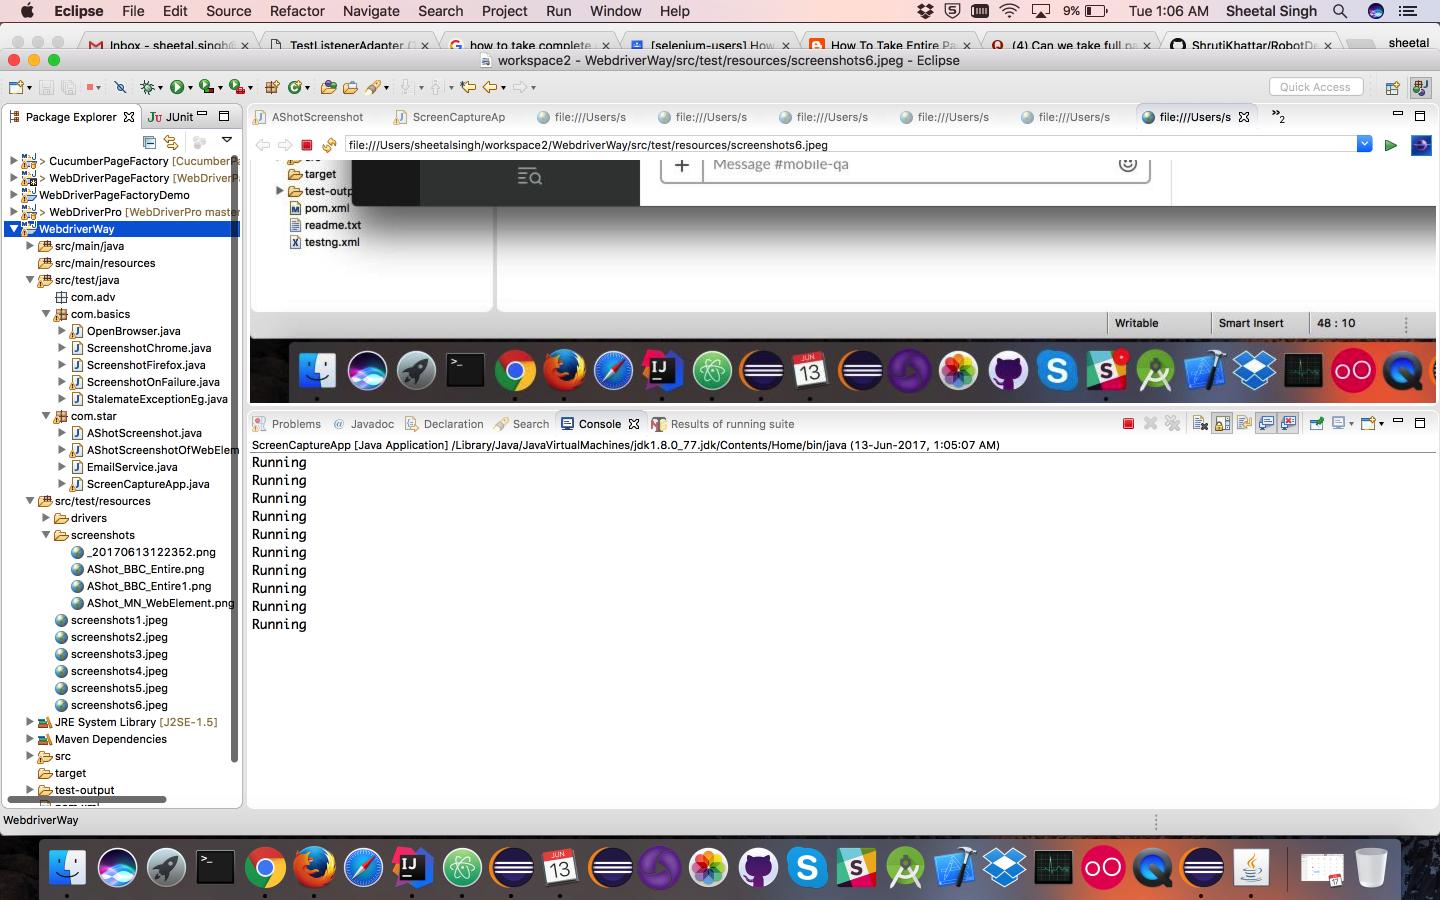 Eclipse File Edit Source Refactor Navigate Search Project Run Window Help 9% Tue 1:06 AM Sheetal Singh
Inbox - sheetal.singh@ TestListenerAdapter how to take complete [selenium-users] How How To Take Entire Pa (4) Can we take full pa ShrutiKhattar/RobotDe sheetal
workspace2 - WebdriverWay/src/test/resources/screenshots6.jpeg - Eclipse
Quick Access
Package Explorer JUnit
> CucumberPageFactory [CucumberPa
> WebDriverPageFactory [WebDriverP
WebDriverPageFactoryDemo
> WebDriverPro [WebDriverPro master
WebdriverWay
src/main/java
src/main/resources
src/test/java
com.adv
com.basics
OpenBrowser.java
ScreenshotChrome.java
ScreenshotFirefox.java
ScreenshotOnFailure.java
StalemateExceptionEg.java
com.star
AShotScreenshot.java
AShotScreenshotOfWebElem
EmailService.java
ScreenCaptureApp.java
src/test/resources
drivers
screenshots
_20170613122352.png
AShot_BBC_Entire.png
AShot_BBC_Entire1.png
AShot_MN_WebElement.png
screenshots1.jpeg
screenshots2.jpeg
screenshots3.jpeg
screenshots4.jpeg
screenshots5.jpeg
screenshots6.jpeg
JRE System Library [J2SE-1.5]
Maven Dependencies
src
target
test-output
AShotScreenshot ScreenCaptureAp file:///Users/s file:///Users/s file:///Users/s file:///Users/s file:///Users/s file:///Users/s »2
file:///Users/sheetalsingh/workspace2/WebdriverWay/src/test/resources/screenshots6.jpeg
Message #mobile-qa
target
test-outp
pom.xml
readme.txt
testng.xml
Writable Smart Insert 48 : 10
JUN
13
Problems @ Javadoc Declaration Search Console Results of running suite
ScreenCaptureApp [Java Application] /Library/Java/JavaVirtualMachines/jdk1.8.0_77.jdk/Contents/Home/bin/java (13-Jun-2017, 1:05:07 AM)
Running
Running
Running
Running
Running
Running
Running
Running
Running
Running
WebdriverWay
JUN
13